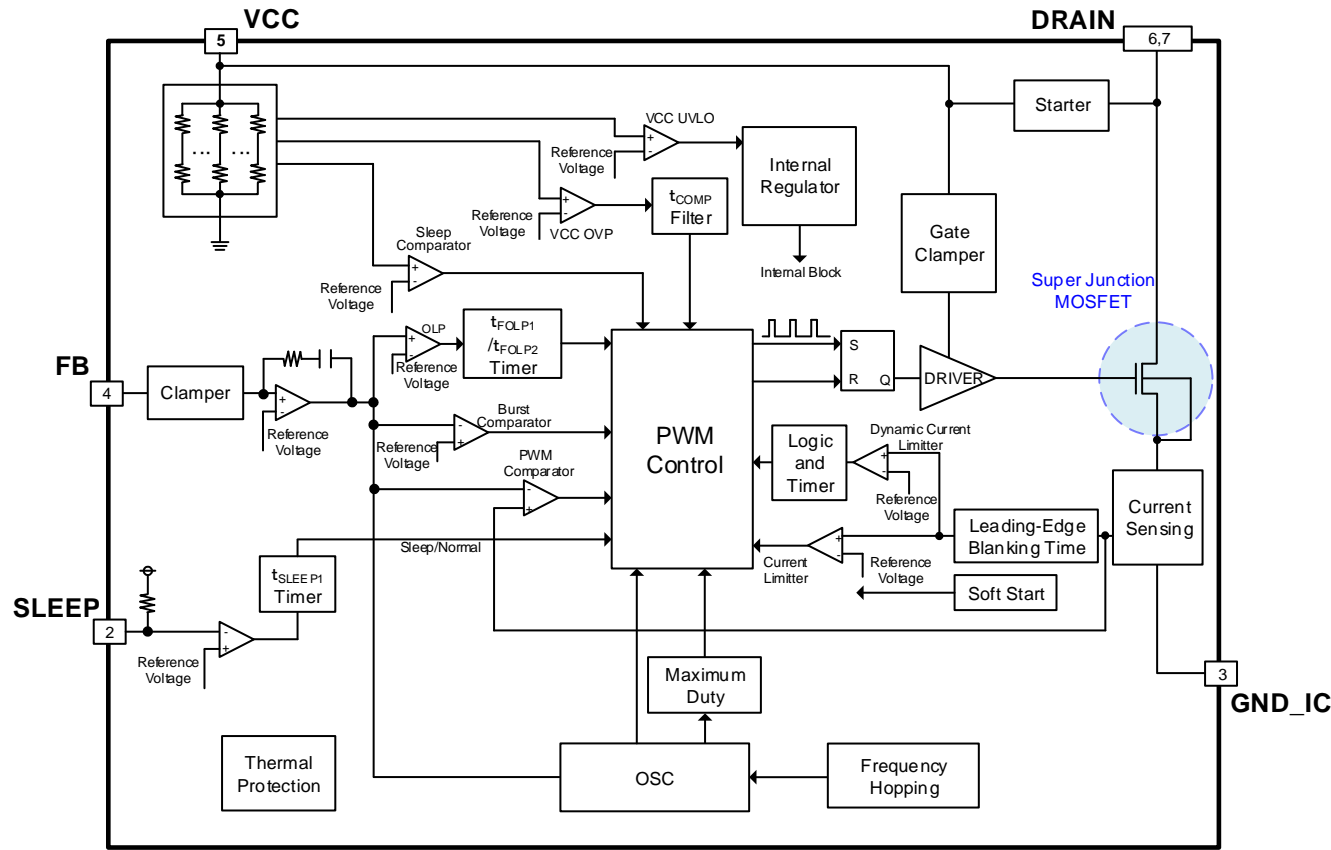 VCC
DRAIN
5
6,7
Starter
VCC UVLO
+
-
Reference
Voltage
Internal
Regulator
... ...
tCOMP
Filter
+
-
Reference
Voltage
VCC OVP
Gate
Clamper
Sleep
Comparator
+
-
Reference
Voltage
Internal Block
Super Junction
MOSFET
OLP
+
-
Reference
Voltage
tFOLP1
/tFOLP2
Timer
S
R Q
DRIVER
FB
4
Clamper
+
-
Reference
Voltage
Burst
Comparator
-
+
Reference
Voltage
PWM
Control
Logic
and
Timer
Dynamic Current
Limitter
+
-
Reference
Voltage
PWM
Comparator
-
+
Current
Sensing
Leading-Edge
Blanking Time
Sleep/Normal
+
-
Current
Limitter
Reference
Voltage
Soft Start
tSLEEP1
Timer
SLEEP
2
-
+
Reference
Voltage
Maximum
Duty
3
GND_IC
Thermal
Protection
OSC
Frequency
Hopping